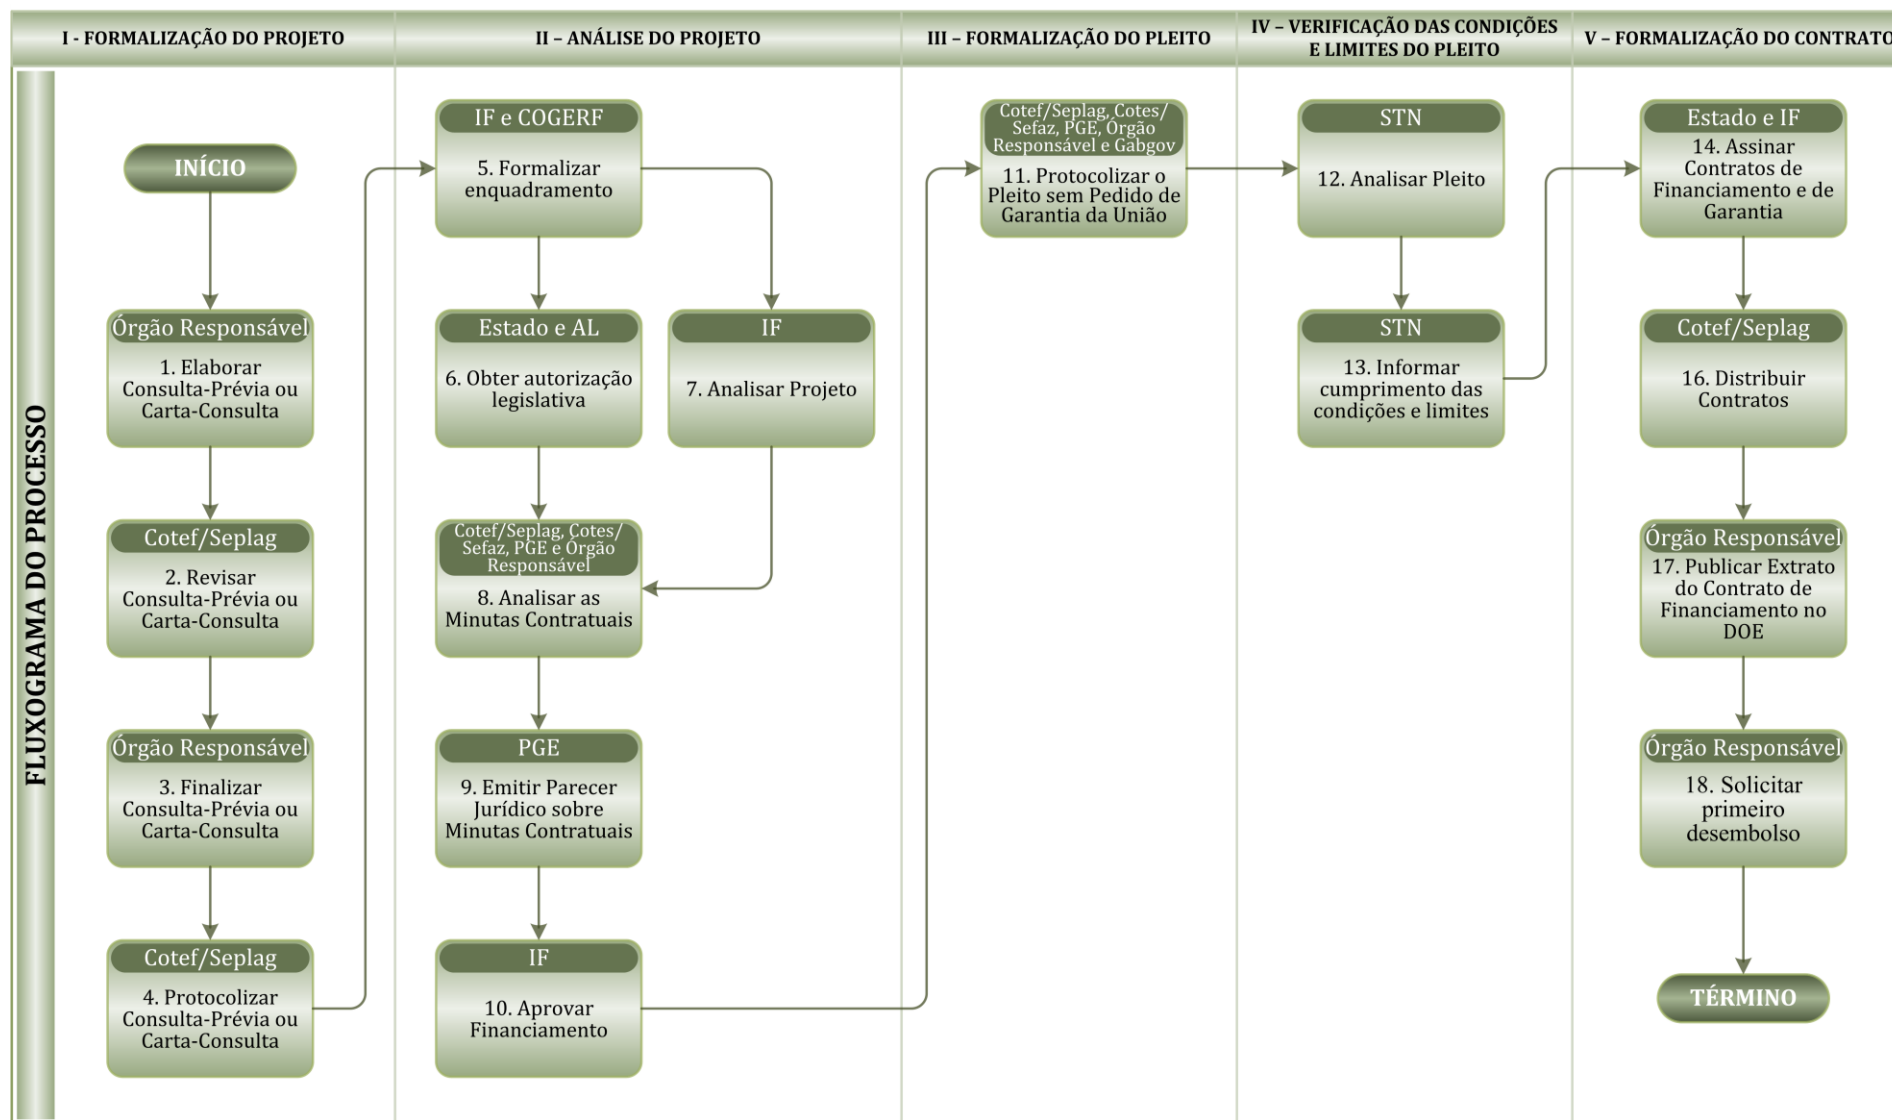 I - FORMALIZAÇÃO DO PROJETO
II – ANÁLISE DO PROJETO
III – FORMALIZAÇÃO DO PLEITO
IV – VERIFICAÇÃO DAS CONDIÇÕES
E LIMITES DO PLEITO
V – FORMALIZAÇÃO DO CONTRATO
FLUXOGRAMA DO PROCESSO
INÍCIO
Órgão Responsável
1. Elaborar
Consulta-Prévia ou
Carta-Consulta
Cotef/Seplag
2. Revisar
Consulta-Prévia ou
Carta-Consulta
Órgão Responsável
3. Finalizar
Consulta-Prévia ou
Carta-Consulta
Cotef/Seplag
4. Protocolizar
Consulta-Prévia ou
Carta-Consulta
IF e COGERF
5. Formalizar
enquadramento
Estado e AL
6. Obter autorização
legislativa
IF
7. Analisar Projeto
Cotef/Seplag, Cotes/
Sefaz, PGE e Órgão
Responsável
8. Analisar as
Minutas Contratuais
PGE
9. Emitir Parecer
Jurídico sobre
Minutas Contratuais
IF
10. Aprovar
Financiamento
Cotef/Seplag, Cotes/
Sefaz, PGE, Órgão
Responsável e Gabgov
11. Protocolizar o
Pleito sem Pedido de
Garantia da União
STN
12. Analisar Pleito
STN
13. Informar
cumprimento das
condições e limites
Estado e IF
14. Assinar
Contratos de
Financiamento e de
Garantia
Cotef/Seplag
16. Distribuir
Contratos
Órgão Responsável
17. Publicar Extrato
do Contrato de
Financiamento no
DOE
Órgão Responsável
18. Solicitar
primeiro
desembolso
TÉRMINO